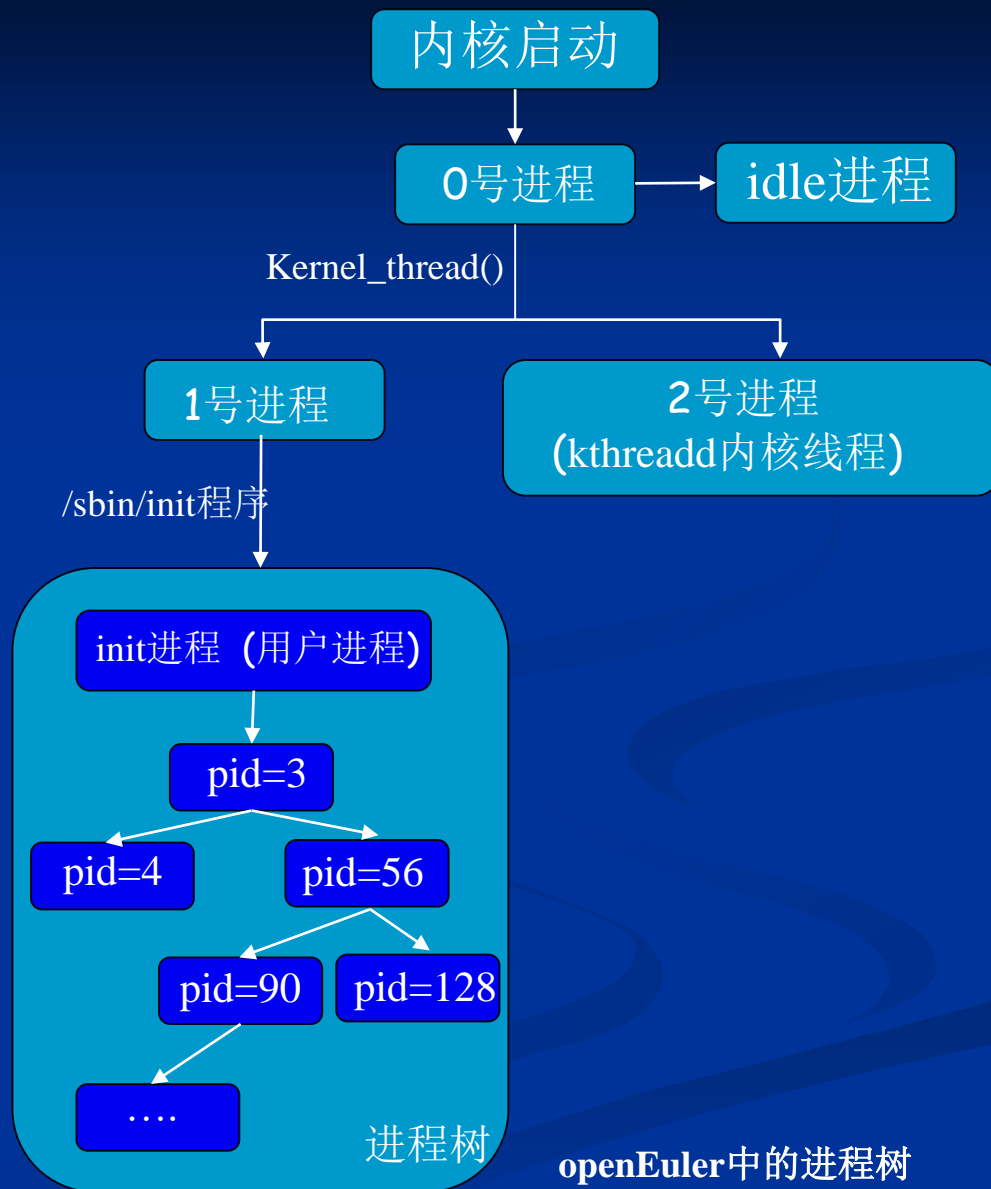 内核启动
0号进程
idle进程
Kernel_thread()
1号进程
2号进程
(kthreadd内核线程)
/sbin/init程序
init进程 (用户进程)
pid=3
pid=4
pid=56
pid=90
pid=128
….
进程树
openEuler中的进程树